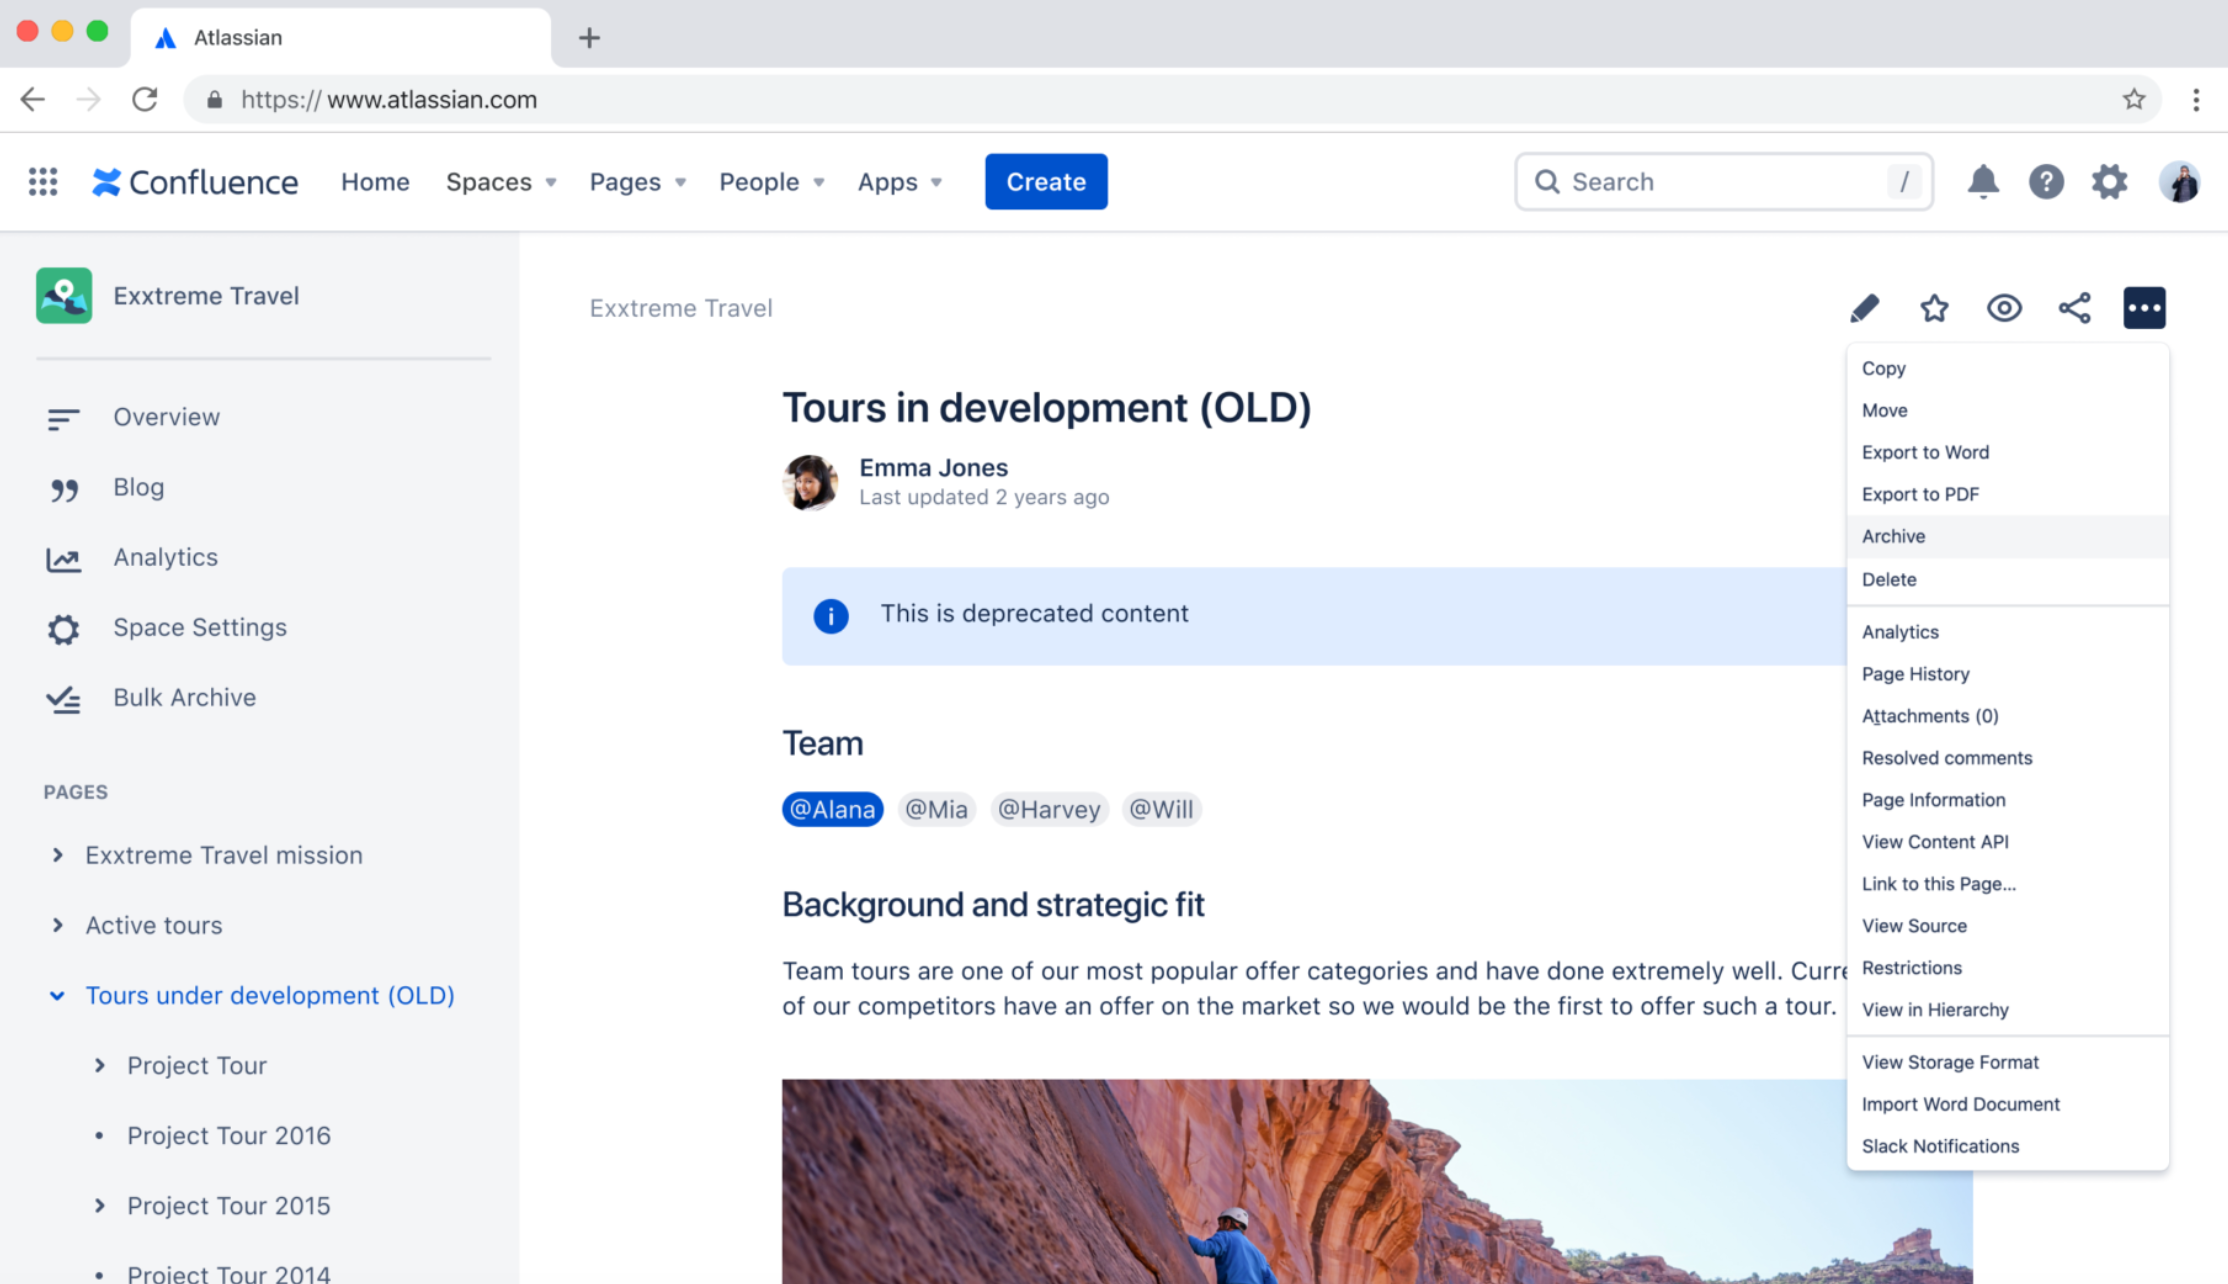 Atlassian
https://www.atlassian.com
Confluence
Home
Spaces
Pages
People
Apps
Create
Search
/
Exxtreme Travel
Overview
Blog
Analytics
Space Settings
Bulk Archive
PAGES
Exxtreme Travel mission
Active tours
Tours under development (OLD)
Project Tour
Project Tour 2016
Project Tour 2015
Project Tour 2014
Exxtreme Travel
Tours in development (OLD)
Emma Jones
Last updated 2 years ago
This is deprecated content
Team
@Alana @Mia @Harvey @Will
Background and strategic fit
Team tours are one of our most popular offer categories and have done extremely well. Curre
of our competitors have an offer on the market so we would be the first to offer such a tour.
Copy
Move
Export to Word
Export to PDF
Archive
Delete
Analytics
Page History
Attachments (0)
Resolved comments
Page Information
View Content API
Link to this Page...
View Source
Restrictions
View in Hierarchy
View Storage Format
Import Word Document
Slack Notifications